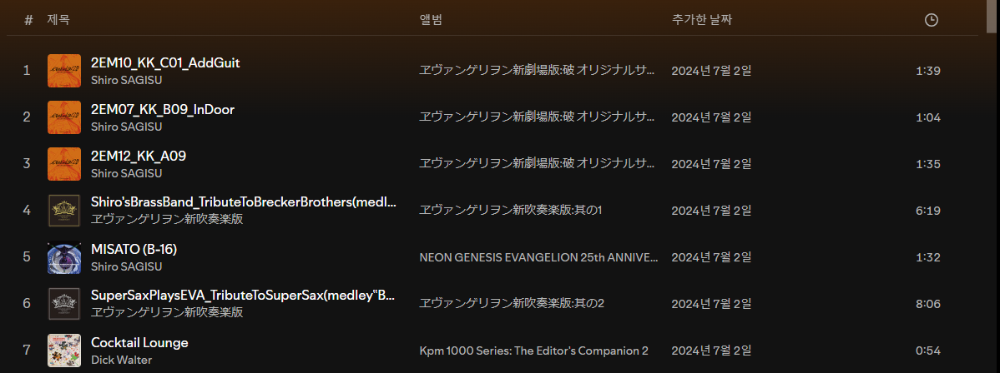 # 제목 앨범 추가한 날짜
1 2EM10_KK_C01_AddGuit ヱヴァンゲリヲン新劇場版:破 オリジナルサ... 2024년 7월 2일 1:39
Shiro SAGISU
2 2EM07_KK_B09_InDoor ヱヴァンゲリヲン新劇場版:破 オリジナルサ... 2024년 7월 2일 1:04
Shiro SAGISU
3 2EM12_KK_A09 ヱヴァンゲリヲン新劇場版:破 オリジナルサ... 2024년 7월 2일 1:35
Shiro SAGISU
4 Shiro'sBrassBand_TributeToBreckerBrothers(medl... ヱヴァンゲリヲン新吹奏楽版:其の1 2024년 7월 2일 6:19
ヱヴァンゲリヲン新吹奏楽版
5 MISATO (B-16) NEON GENESIS EVANGELION 25th ANNIVE... 2024년 7월 2일 1:32
Shiro SAGISU
6 SuperSaxPlaysEVA_TributeToSuperSax(medley"B... ヱヴァンゲリヲン新吹奏楽版:其の2 2024년 7월 2일 8:06
ヱヴァンゲリヲン新吹奏楽版
7 Cocktail Lounge Kpm 1000 Series: The Editor's Companion 2 2024년 7월 2일 0:54
Dick Walter